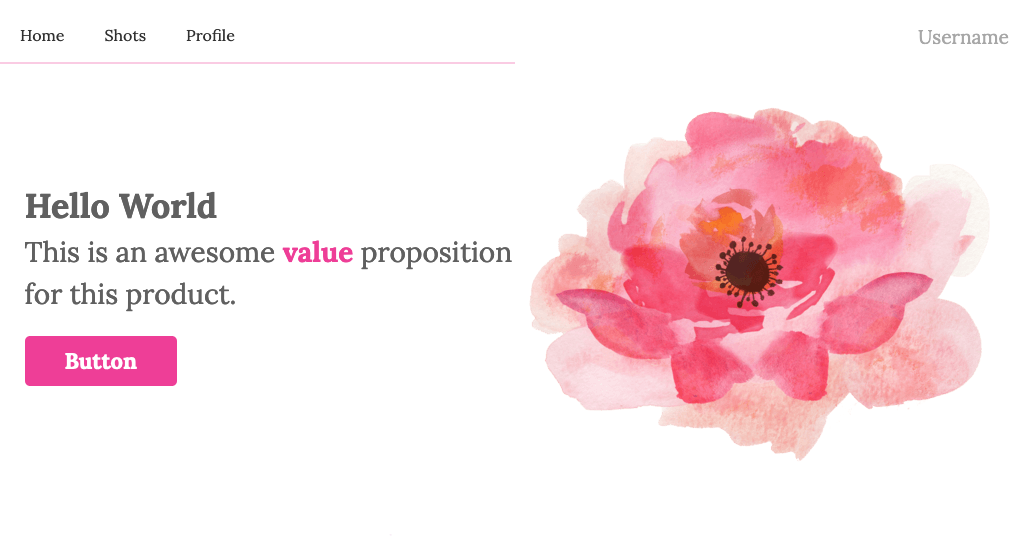 Home Shots Profile Username
Hello World
This is an awesome value proposition
for this product.
Button